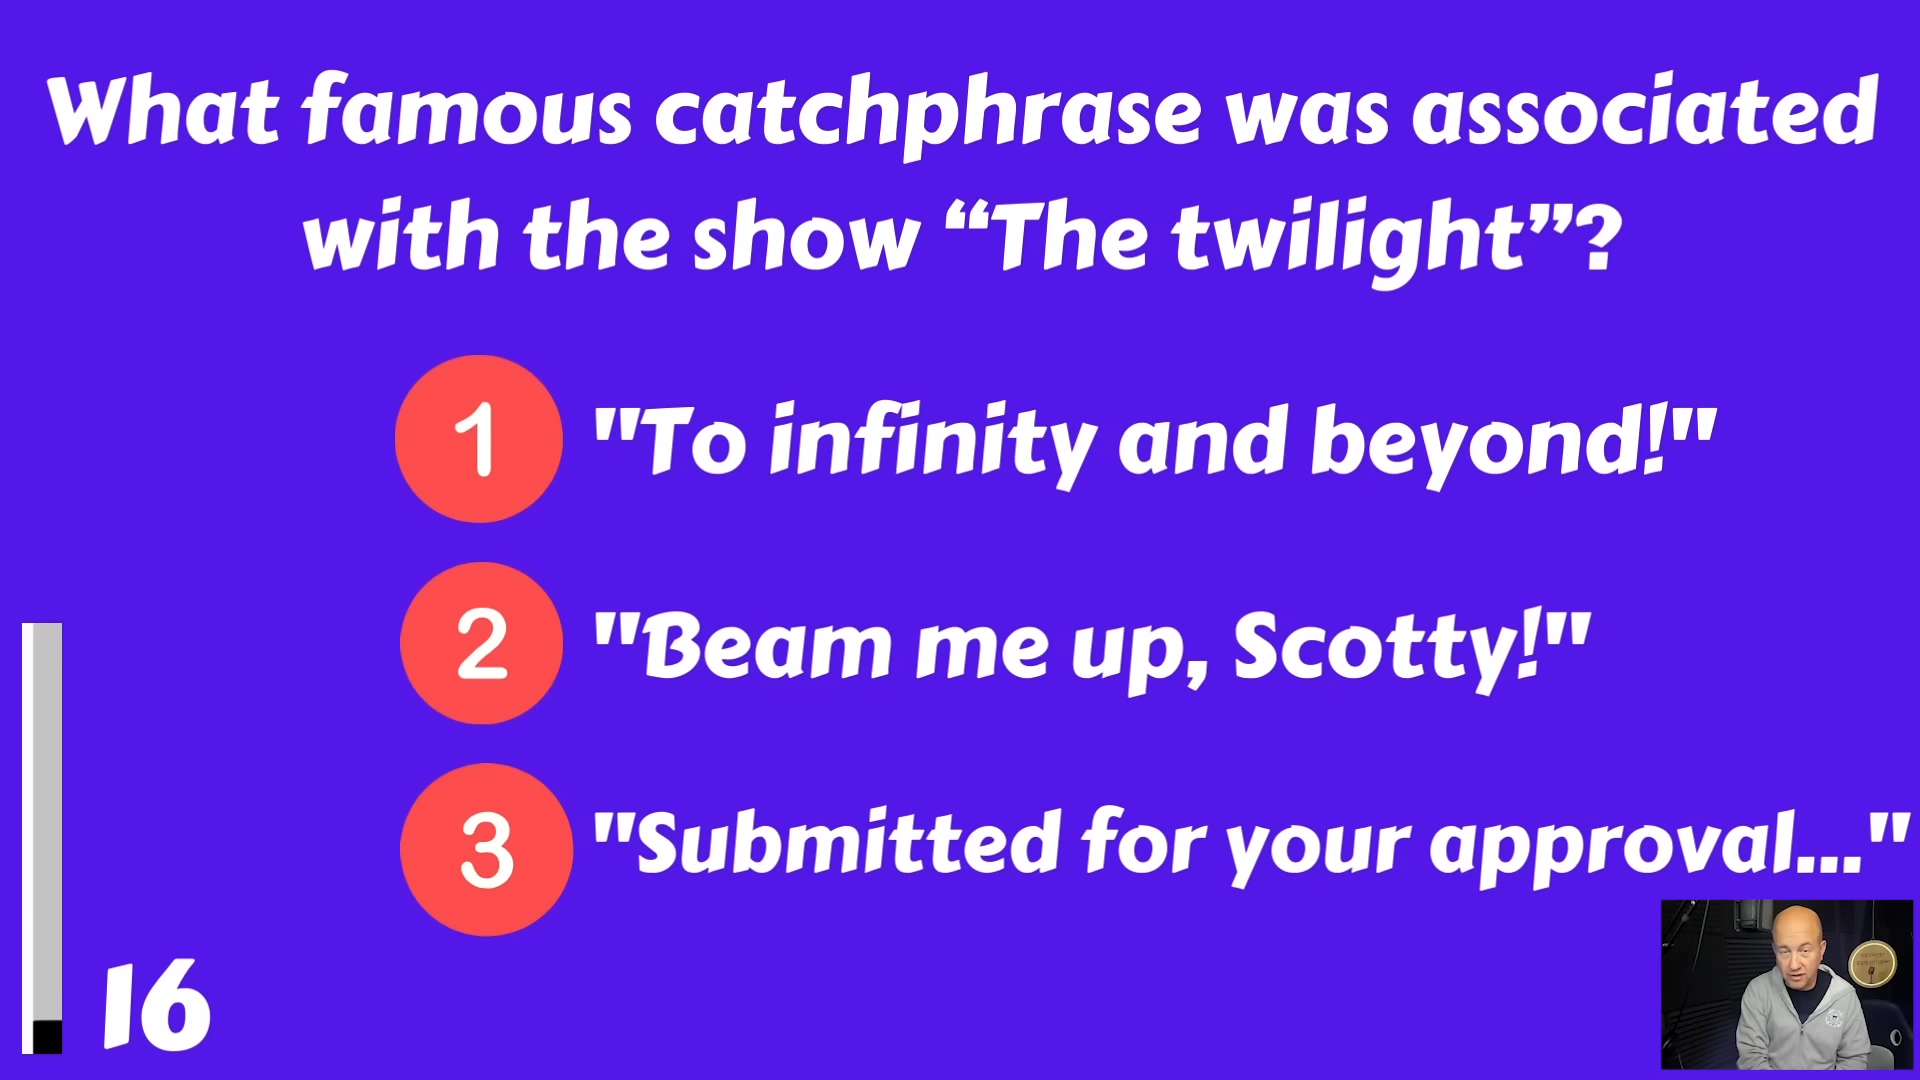 What famous catchphrase was associated
with the show “The twilight”?
1 "To infinity and beyond!"
2 "Beam me up, Scotty!"
3 "Submitted for your approval..."
16